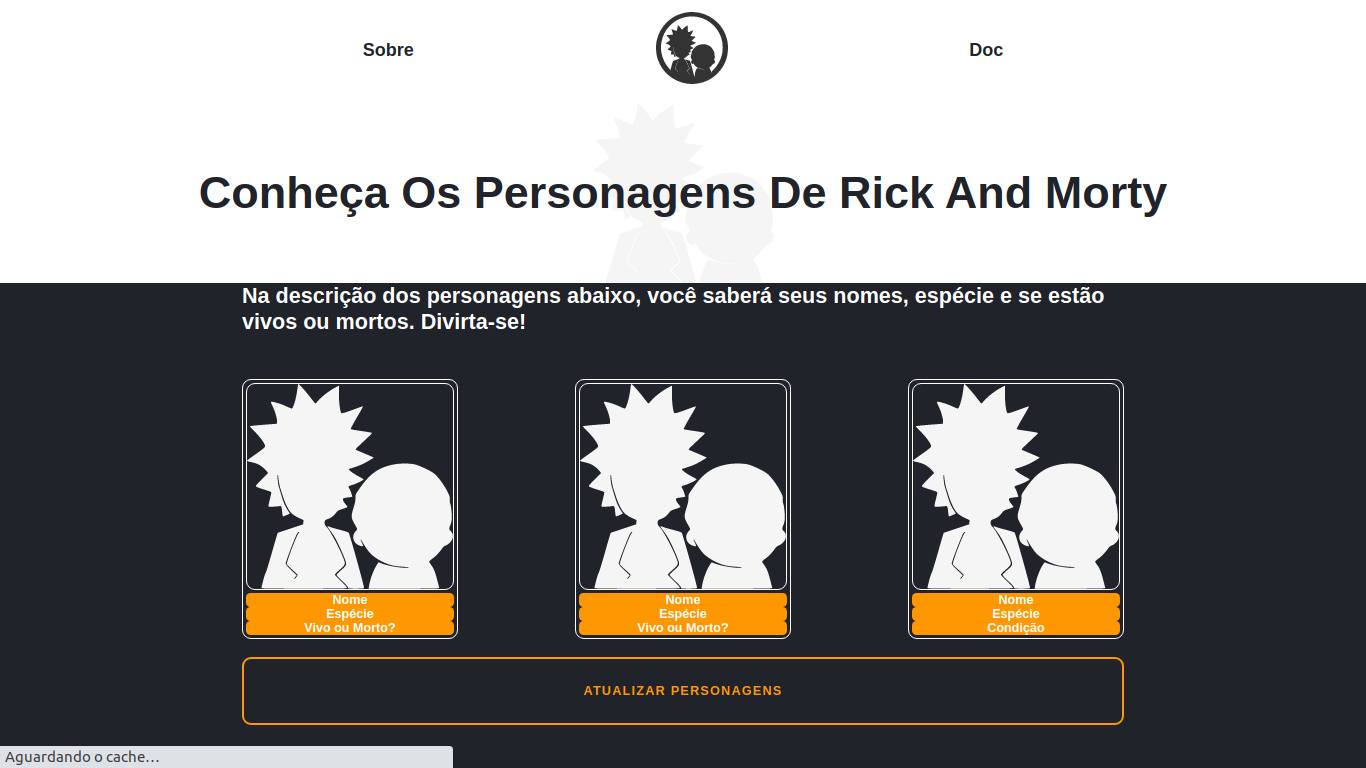 Sobre
Doc
Conheça Os Personagens De Rick And Morty
Na descrição dos personagens abaixo, você saberá seus nomes, espécie e se estão
vivos ou mortos. Divirta-se!
Nome
Espécie
Vivo ou Morto?
Nome
Espécie
Vivo ou Morto?
Nome
Espécie
Condição
ATUALIZAR PERSONAGENS
Aguardando o cache…